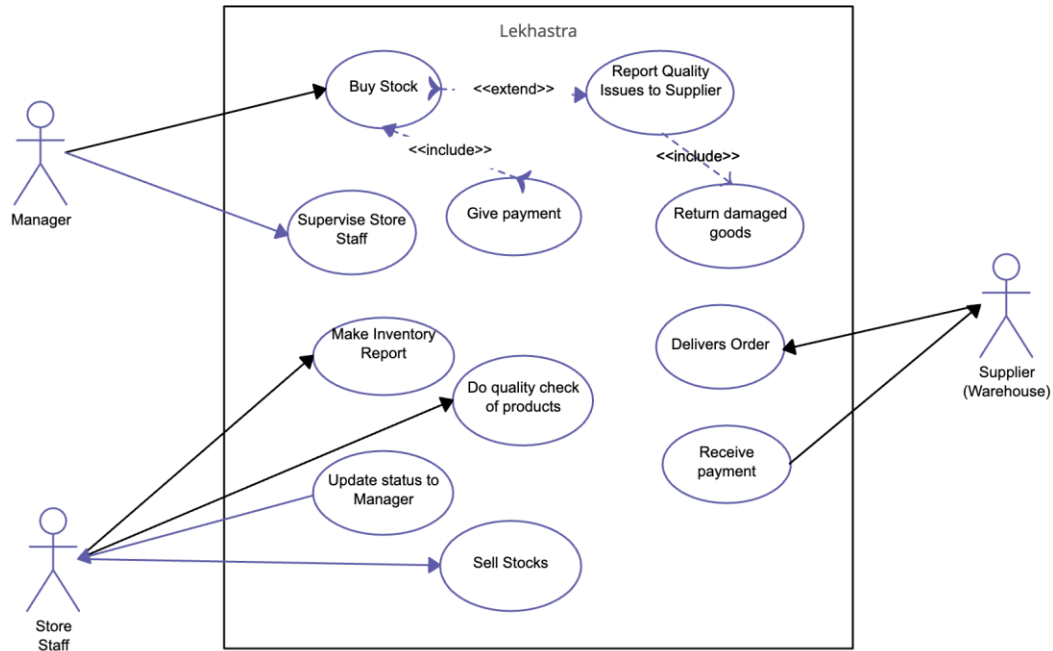 Lekhastra
Buy Stock
<<extend>>
Report Quality
Issues to Supplier
<<include>>
<<include>>
Manager
Supervise Store
Staff
Give payment
Return damaged
goods
Make Inventory
Report
Delivers Order
Supplier
(Warehouse)
Do quality check
of products
Receive
payment
Update status to
Manager
Sell Stocks
Store
Staff